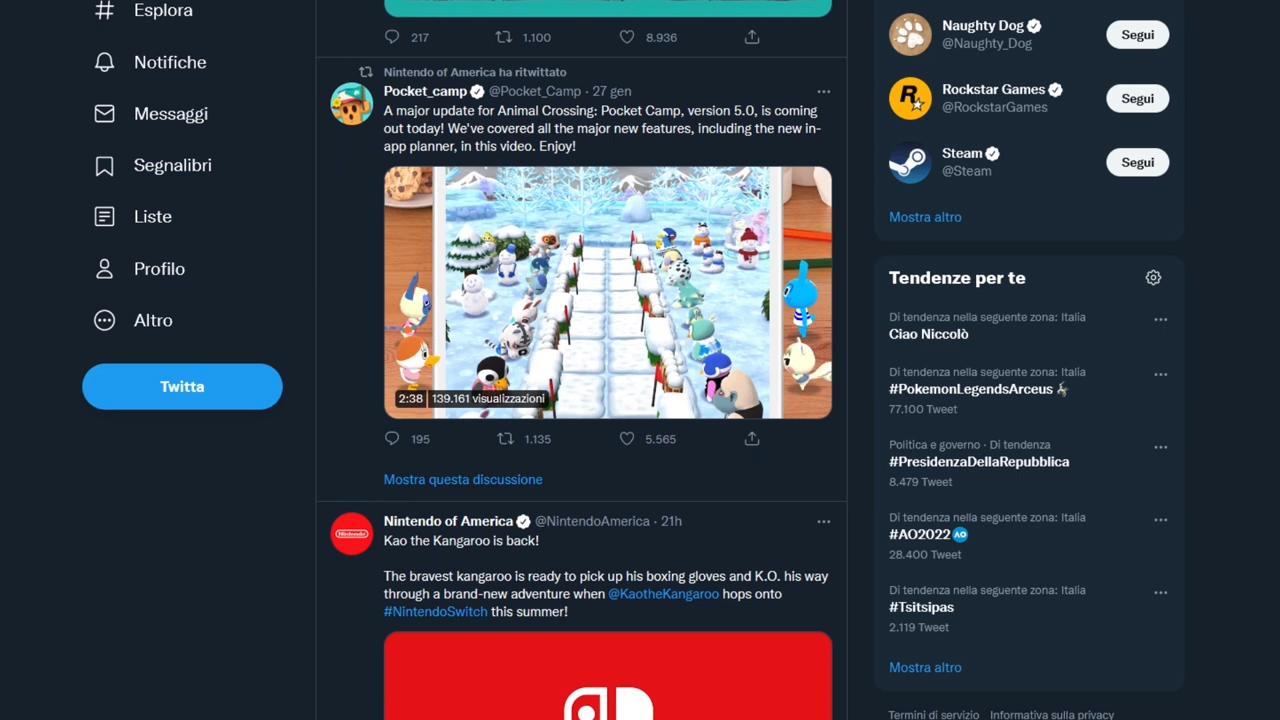 Esplora
Notifiche
Messaggi
Segnalibri
Liste
Profilo
Altro
Twitta
217
1.100
8.936
Nintendo of America ha ritwittato
Pocket_camp @Pocket_Camp · 27 gen
A major update for Animal Crossing: Pocket Camp, version 5.0, is coming
out today! We've covered all the major new features, including the new in-
app planner, in this video. Enjoy!
2:38 139.161 visualizzazioni
195
1.135
5.565
Mostra questa discussione
Nintendo
Nintendo of America @NintendoAmerica · 21h
Kao the Kangaroo is back!
The bravest kangaroo is ready to pick up his boxing gloves and K.O. his way
through a brand-new adventure when @KaotheKangaroo hops onto
#NintendoSwitch this summer!
Naughty Dog
@Naughty_Dog
Segui
R
Rockstar Games
@RockstarGames
Segui
Steam
@Steam
Segui
Mostra altro
Tendenze per te
Di tendenza nella seguente zona: Italia
Ciao Niccolò
Di tendenza nella seguente zona: Italia
#PokemonLegendsArceus
77.100 Tweet
Politica e governo · Di tendenza
#PresidenzaDellaRepubblica
8.479 Tweet
Di tendenza nella seguente zona: Italia
#AO2022 AO
28.400 Tweet
Di tendenza nella seguente zona: Italia
#Tsitsipas
2.119 Tweet
Mostra altro
Termini di servizio Informativa sulla privacy